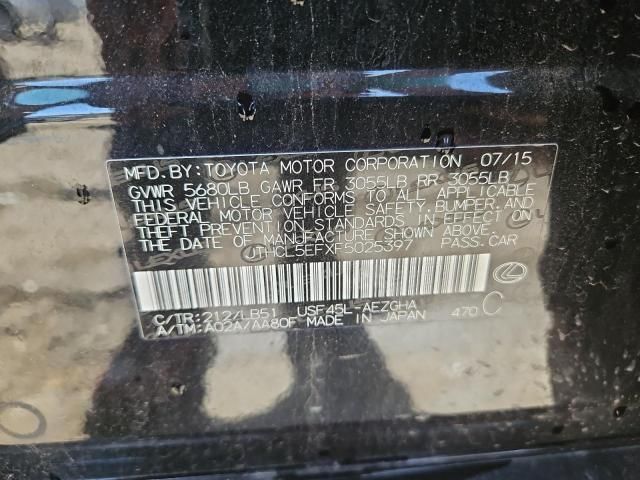 MFD.BY:TOYOTA MOTOR CORPORATION 07/15
GVWR 5680LB GAWR FR 3055LB RR 3055LB
THIS VEHICLE CONFORMS TO ALL APPLICABLE
FEDERAL MOTOR VEHICLE SAFETY,BUMPER,AND
THEFT PREVENTION STANDARDS IN EFFECT ON
THE DATE OF MANUFACTURE SHOWN ABOVE.
JTHCL5EFXF5025397 PASS.CAR
C/TR:212/LB51 USF45L-AEZGHA
A/TM:A02A/AA80F MADE IN JAPAN 470 C